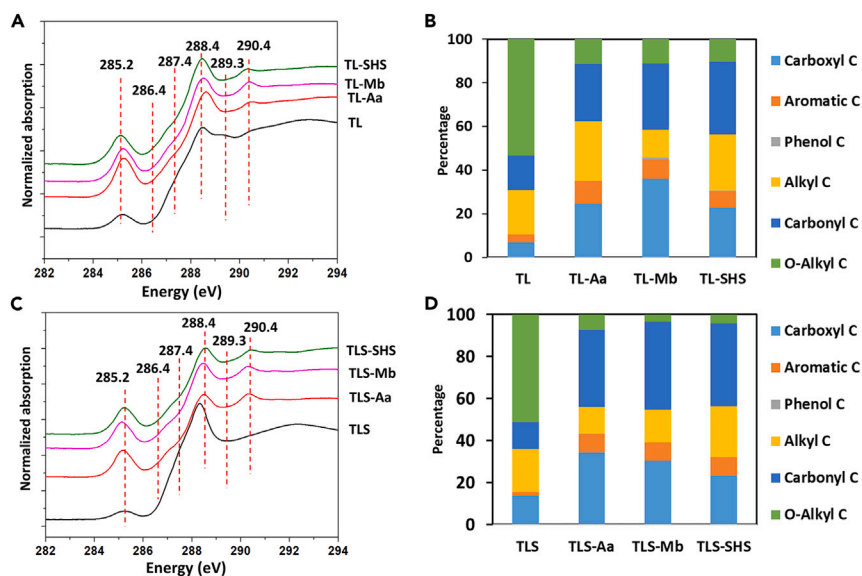 A
285.2
286.4
287.4
288.4
289.3
290.4
TL-SHS
TL-Mb
TL-Aa
TL
Normalized absorption
282 284 286 288 290 292 294
Energy (eV)
B
100
80
60
40
20
0
Percentage
TL TL-Aa TL-Mb TL-SHS
Carboxyl C
Aromatic C
Phenol C
Alkyl C
Carbonyl C
O-Alkyl C
C
285.2
286.4
287.4
288.4
289.3
290.4
TLS-SHS
TLS-Mb
TLS-Aa
TLS
Normalized absorption
282 284 286 288 290 292 294
Energy (eV)
D
100
80
60
40
20
0
Percentage
TLS TLS-Aa TLS-Mb TLS-SHS
Carboxyl C
Aromatic C
Phenol C
Alkyl C
Carbonyl C
O-Alkyl C